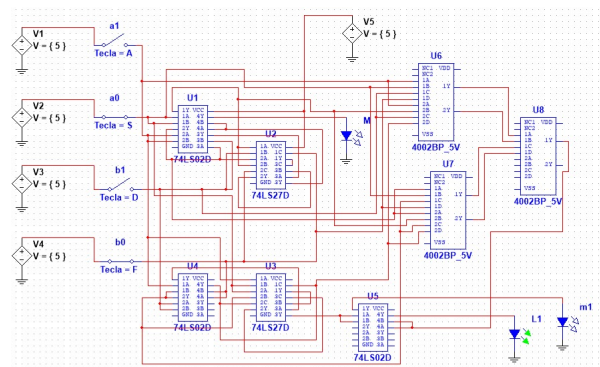 V1
V = { 5 }
a1
Tecla = A
V5
V = { 5 }
V2
V = { 5 }
a0
Tecla = S
V3
V = { 5 }
b1
Tecla = D
V4
V = { 5 }
b0
Tecla = F
U1
1Y VCC
1A 4Y
1B 4B
2Y 4A
2A 3Y
2B 3B
GND 3A
74LS02D
U2
1A VCC
1B 1C
2A 1Y
2B 3C
2C 3B
2Y 3A
GND 3Y
74LS27D
M
U6
NC1 VDD
NC2
1A
1B 1Y
1C
1D
2A
2B 2Y
2C
2D
VSS
4002BP_5V
U8
NC1 VDD
NC2
1A
1B 1Y
1C
1D
2A
2B 2Y
2C
2D
VSS
4002BP_5V
U7
NC1 VDD
NC2
1A
1B 1Y
1C
1D
2A
2B 2Y
2C
2D
VSS
4002BP_5V
U4
1Y VCC
1A 4Y
1B 4B
2Y 4A
2A 3Y
2B 3B
GND 3A
74LS02D
U3
1A VCC
1B 1C
2A 1Y
2B 3C
2C 3B
2Y 3A
GND 3Y
74LS27D
U5
1Y VCC
1A 4Y
1B 4B
2Y 4A
2A 3Y
2B 3B
GND 3A
74LS02D
L1
m1